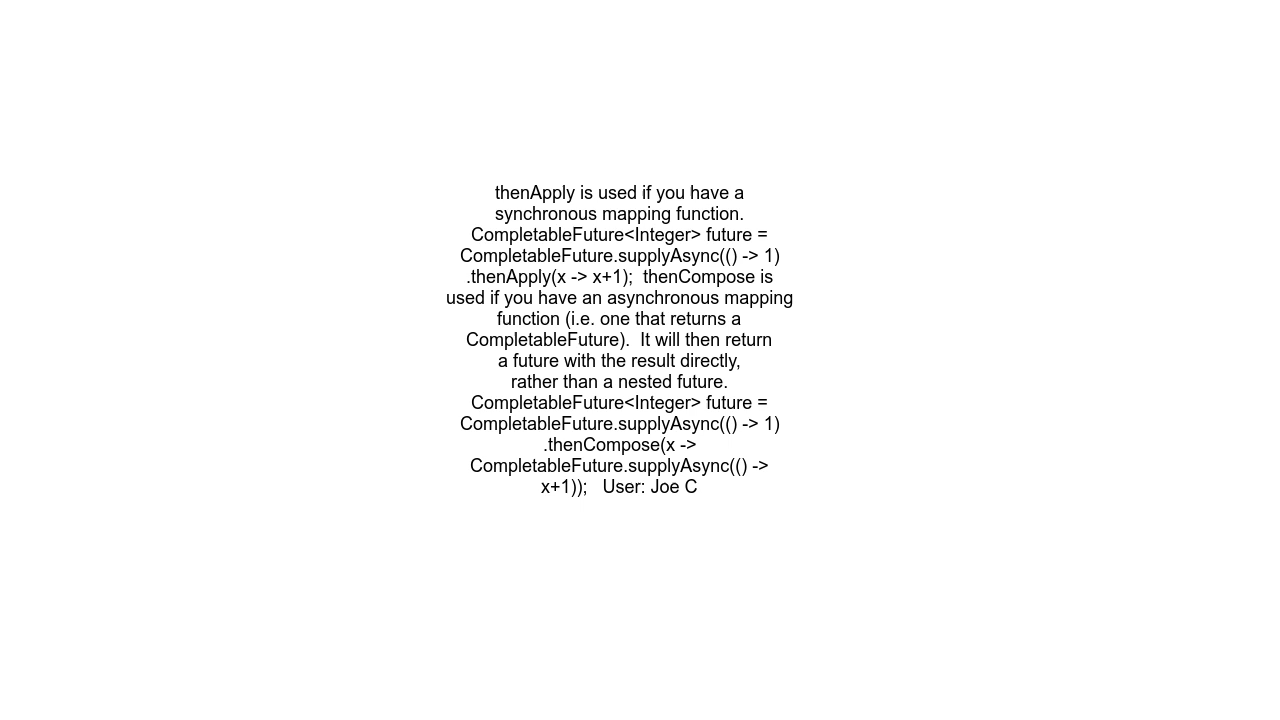 thenApply is used if you have a
synchronous mapping function.
CompletableFuture<Integer> future =
CompletableFuture.supplyAsync(() -> 1)
.thenApply(x -> x+1);  thenCompose is
used if you have an asynchronous mapping
function (i.e. one that returns a
CompletableFuture).  It will then return
a future with the result directly,
rather than a nested future.
CompletableFuture<Integer> future =
CompletableFuture.supplyAsync(() -> 1)
.thenCompose(x ->
CompletableFuture.supplyAsync(() ->
x+1));   User: Joe C